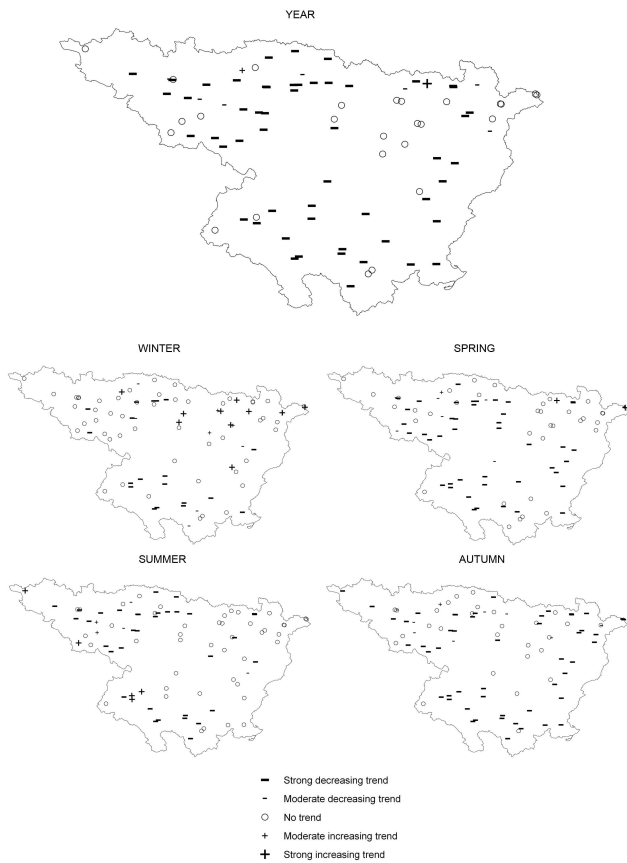 YEAR
WINTER
SPRING
SUMMER
AUTUMN
Strong decreasing trend
Moderate decreasing trend
No trend
Moderate increasing trend
Strong increasing trend